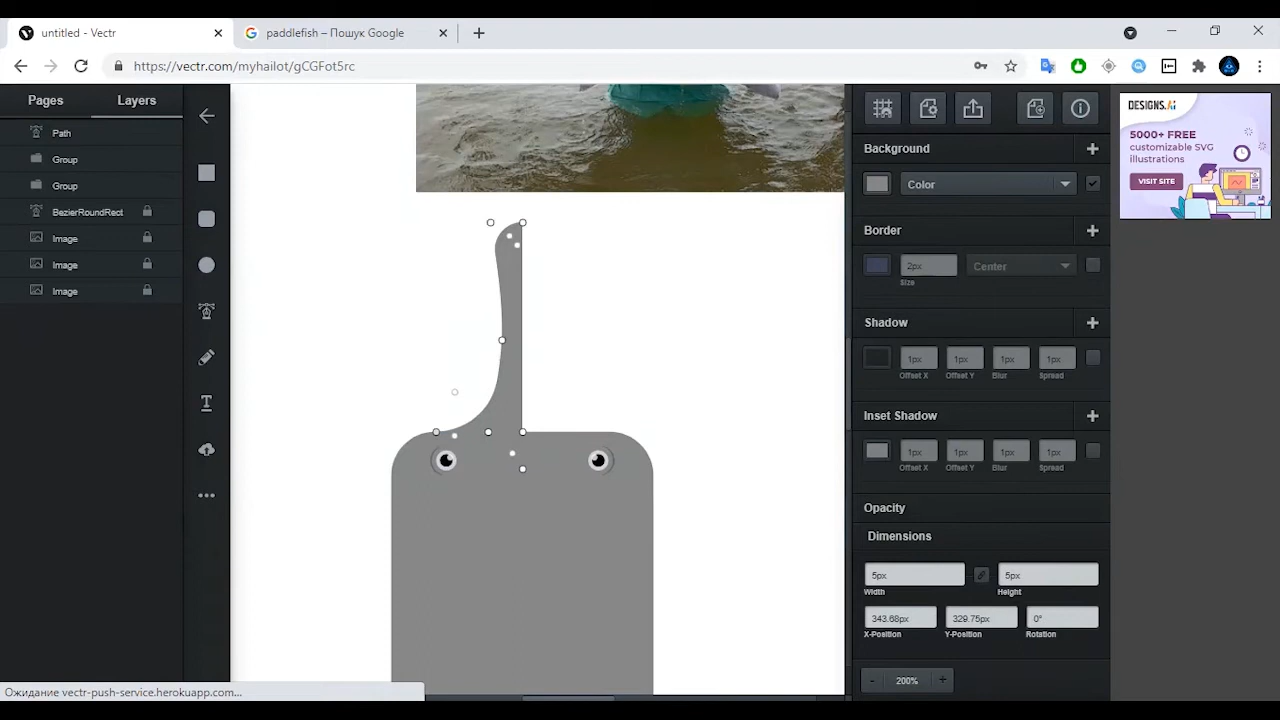 untitled - Vectr
paddlefish – Пошук Google
https://vectr.com/myhailot/gCGFot5rc
Pages
Layers
Path
Group
Group
BezierRoundRect
Image
Image
Image
Background
Color
Border
2px
Center
Size
Shadow
1px 1px 1px 1px
Offset X Offset Y Blur Spread
Inset Shadow
1px 1px 1px 1px
Offset X Offset Y Blur Spread
Opacity
Dimensions
5px 5px
Width Height
343.68px 329.75px 0°
X-Position Y-Position Rotation
- 200% +
DESIGNS.Ai
5000+ FREE
customizable SVG
illustrations
VISIT SITE
Ожидание vectr-push-service.herokuapp.com...